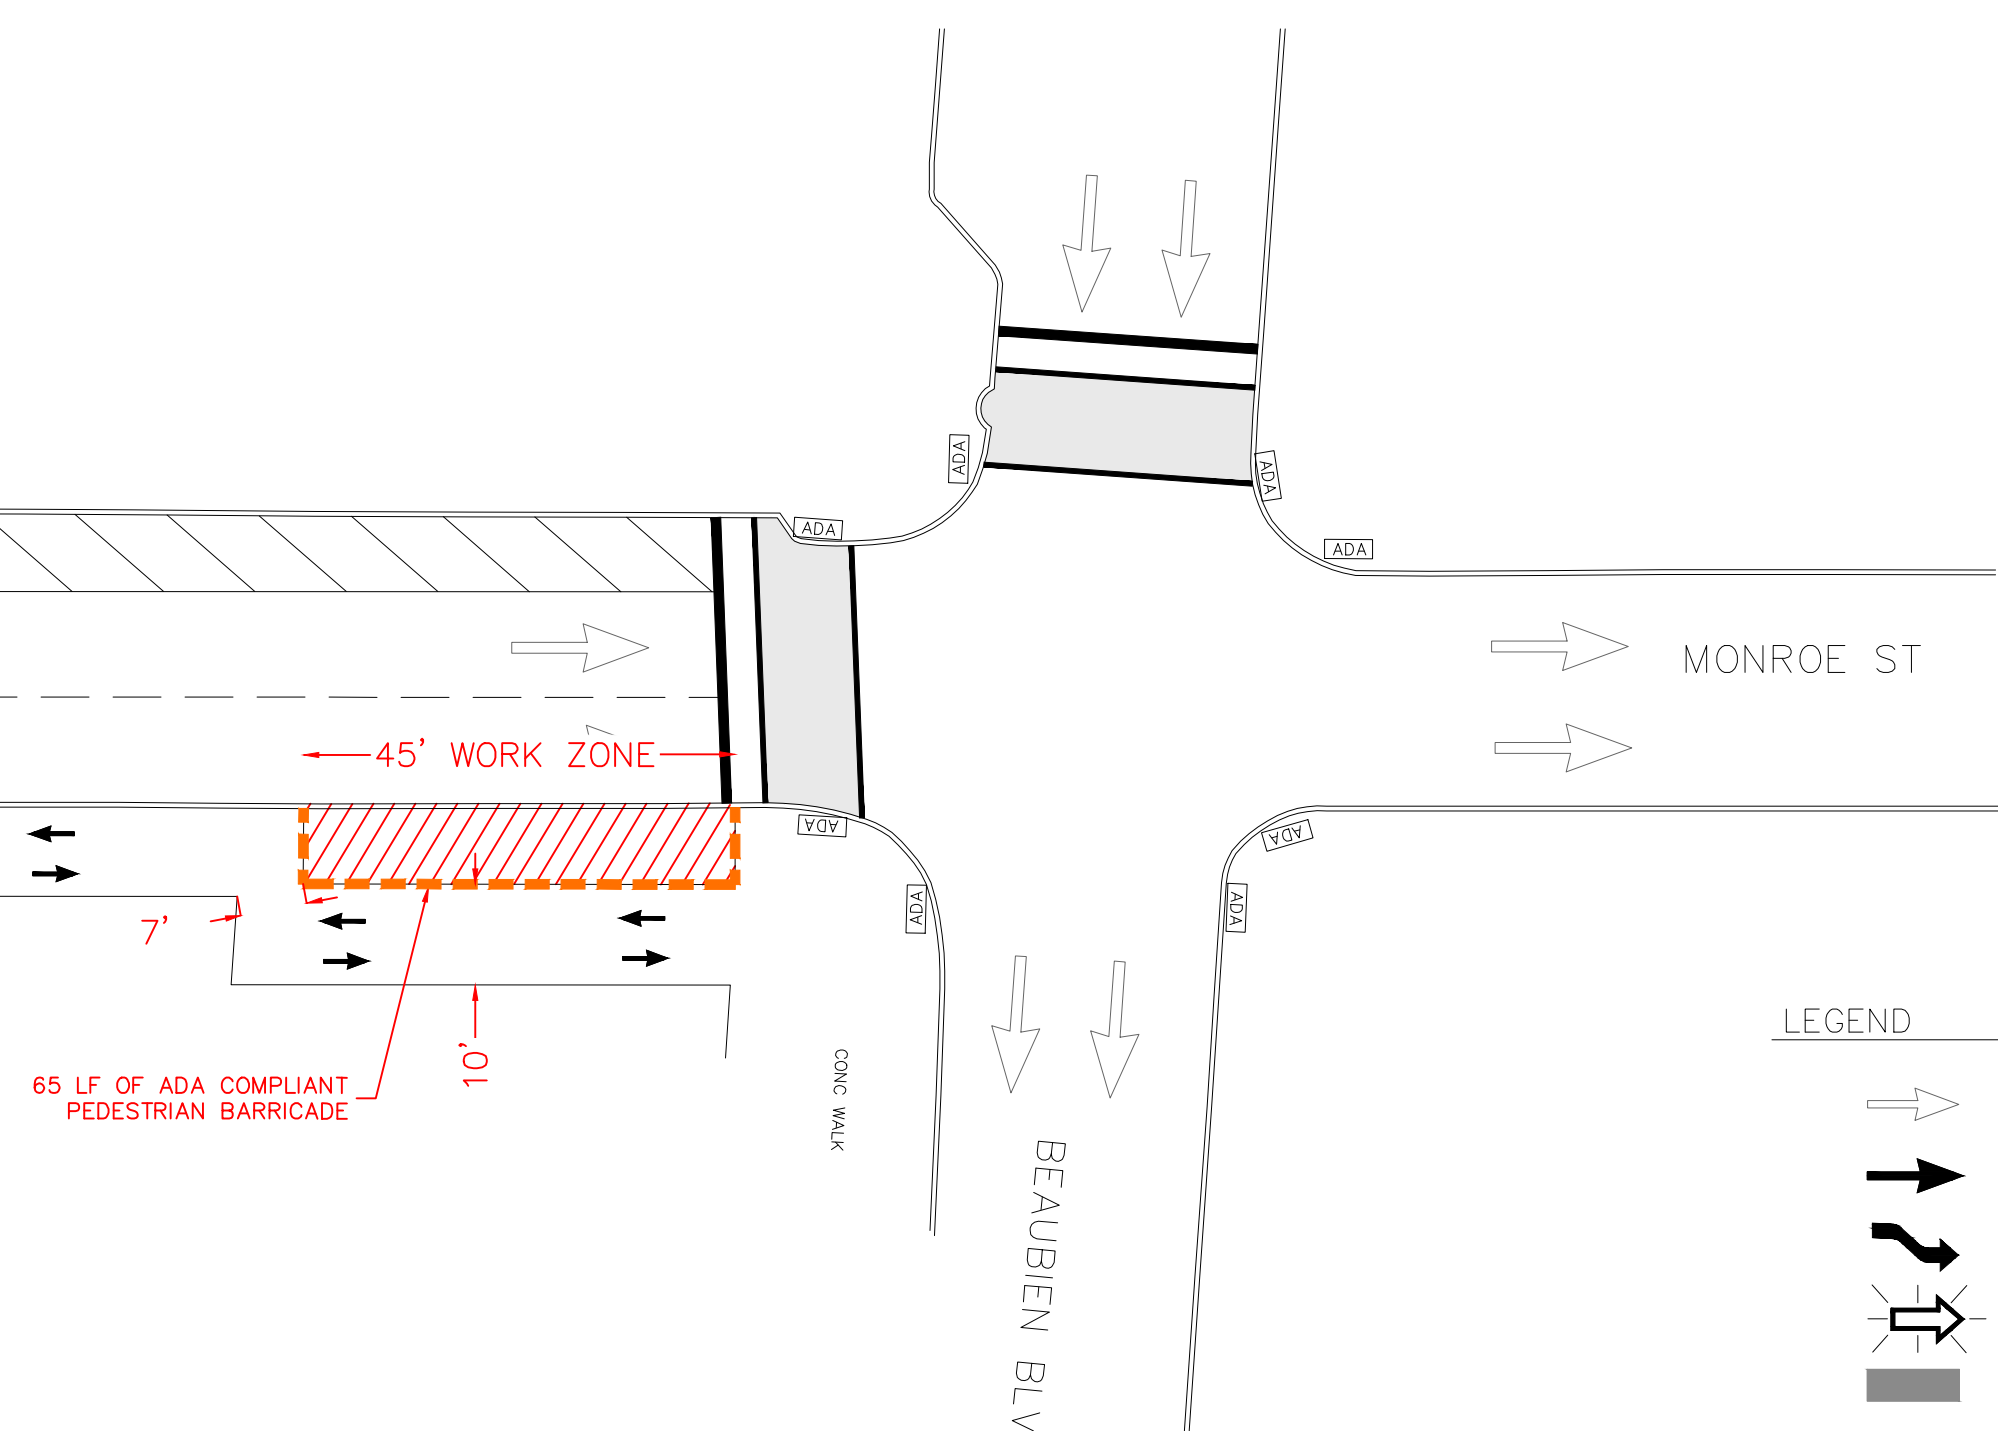 ADA
ADA
ADA
ADA
MONROE ST
45' WORK ZONE
ADA
ADA
ADA
ADA
7'
LEGEND
10'
CONC WALK
65 LF OF ADA COMPLIANT
PEDESTRIAN BARRICADE
BEAUBIEN BLV